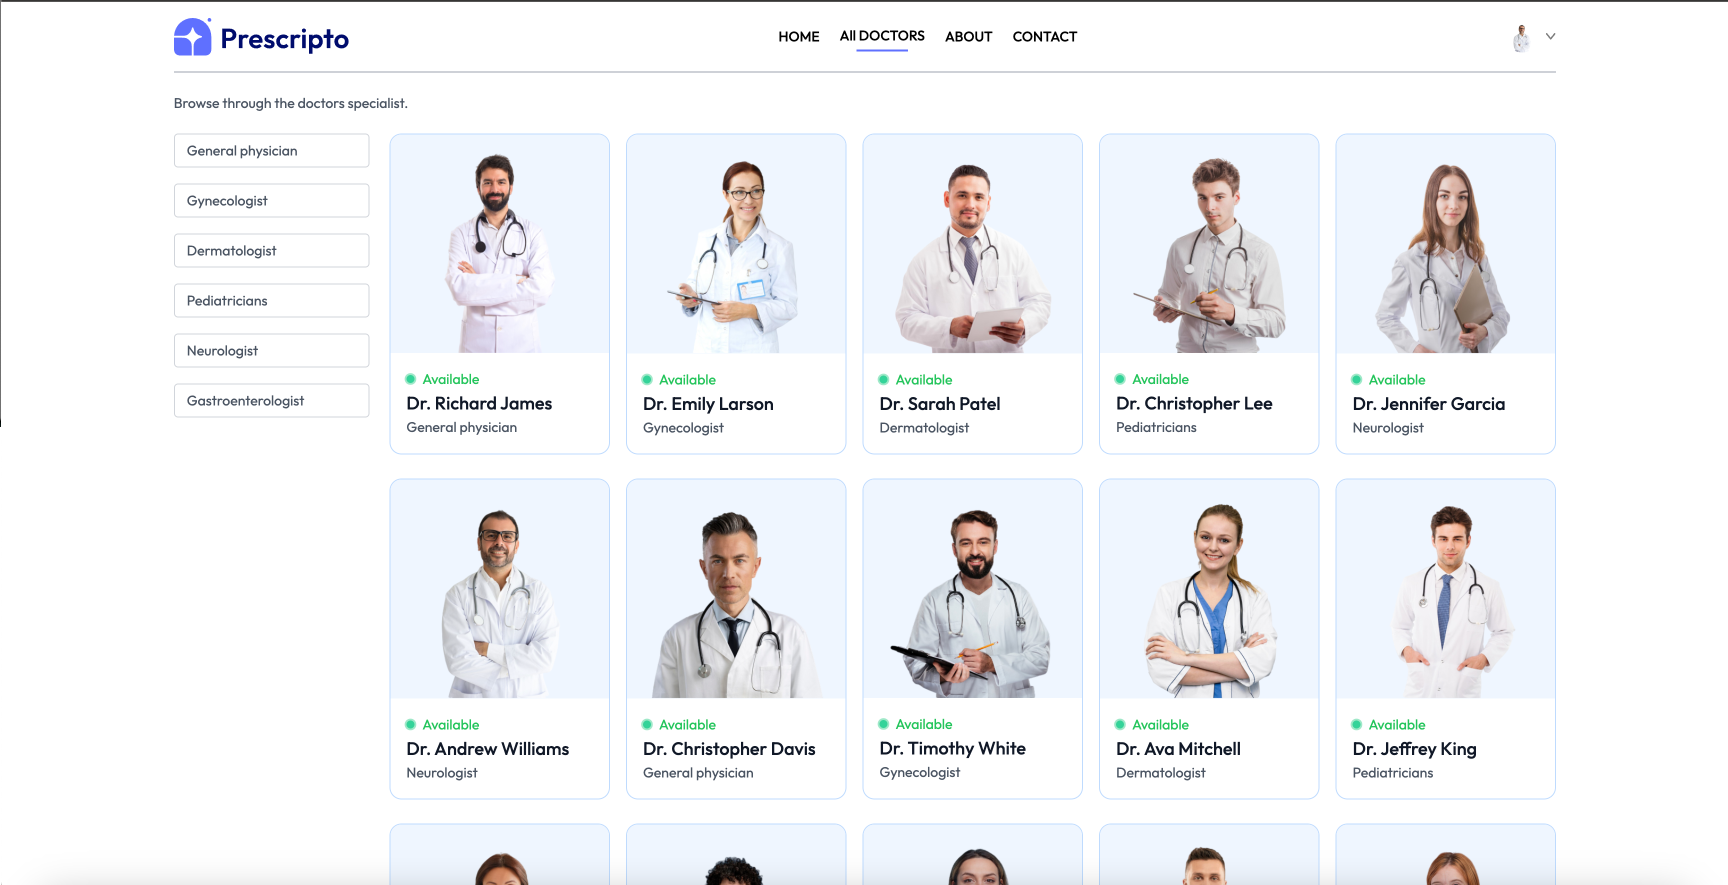 Prescripto
HOME
All DOCTORS
ABOUT
CONTACT
Browse through the doctors specialist.
General physician
Gynecologist
Dermatologist
Pediatricians
Neurologist
Gastroenterologist
Available
Dr. Richard James
General physician
Available
Dr. Emily Larson
Gynecologist
Available
Dr. Sarah Patel
Dermatologist
Available
Dr. Christopher Lee
Pediatricians
Available
Dr. Jennifer Garcia
Neurologist
Available
Dr. Andrew Williams
Neurologist
Available
Dr. Christopher Davis
General physician
Available
Dr. Timothy White
Gynecologist
Available
Dr. Ava Mitchell
Dermatologist
Available
Dr. Jeffrey King
Pediatricians